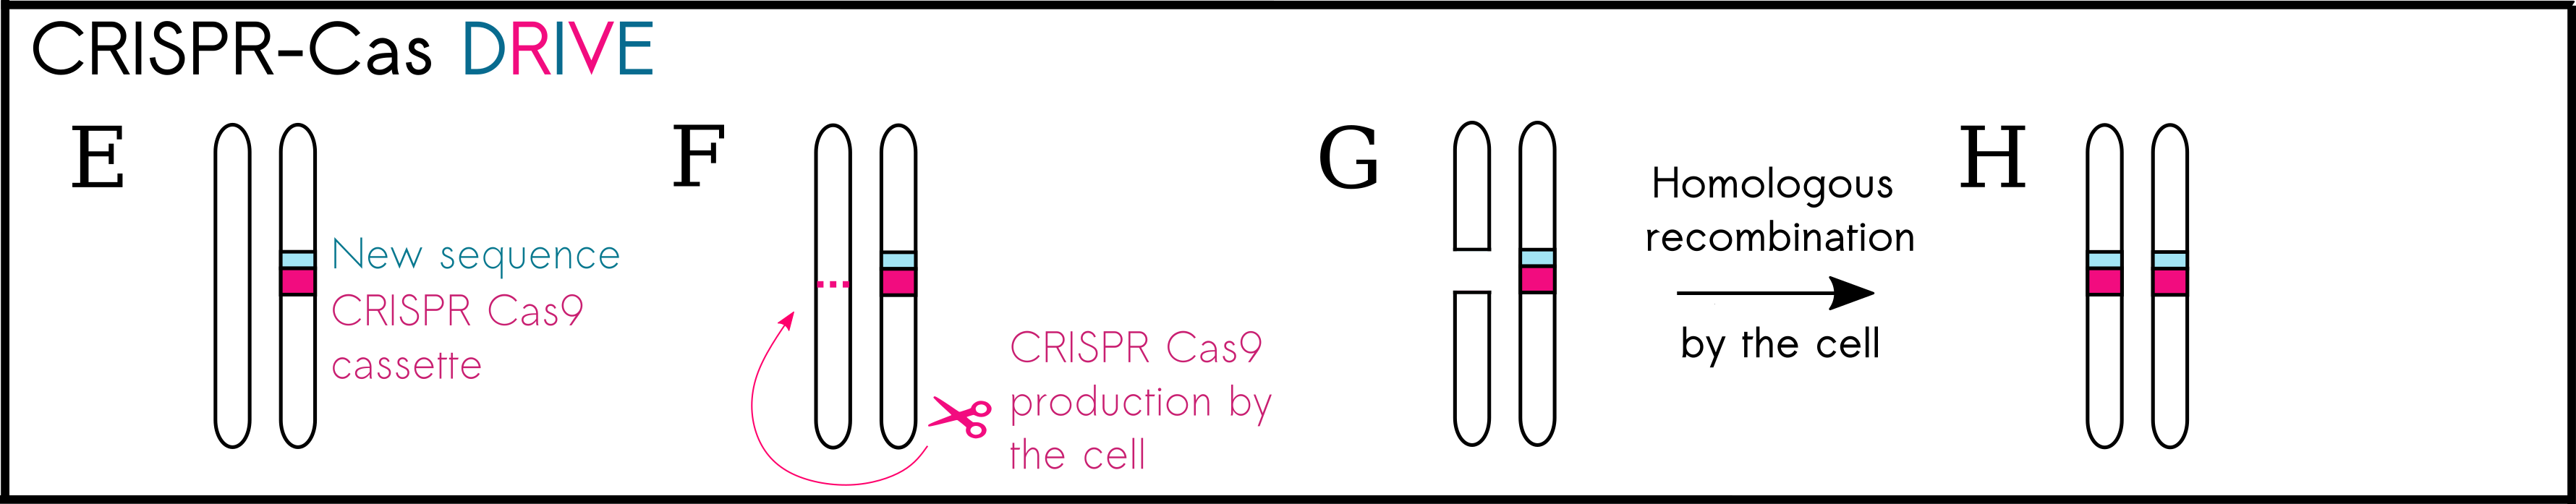 CRISPR-Cas DRIVE
E
New sequence
CRISPR Cas9
cassette
F
CRISPR Cas9
production by
the cell
G
Homologous
recombination
by the cell
H